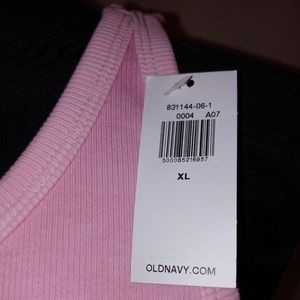 831144-06-1
0004 A07
500085216957
XL
OLDNAVY.COM